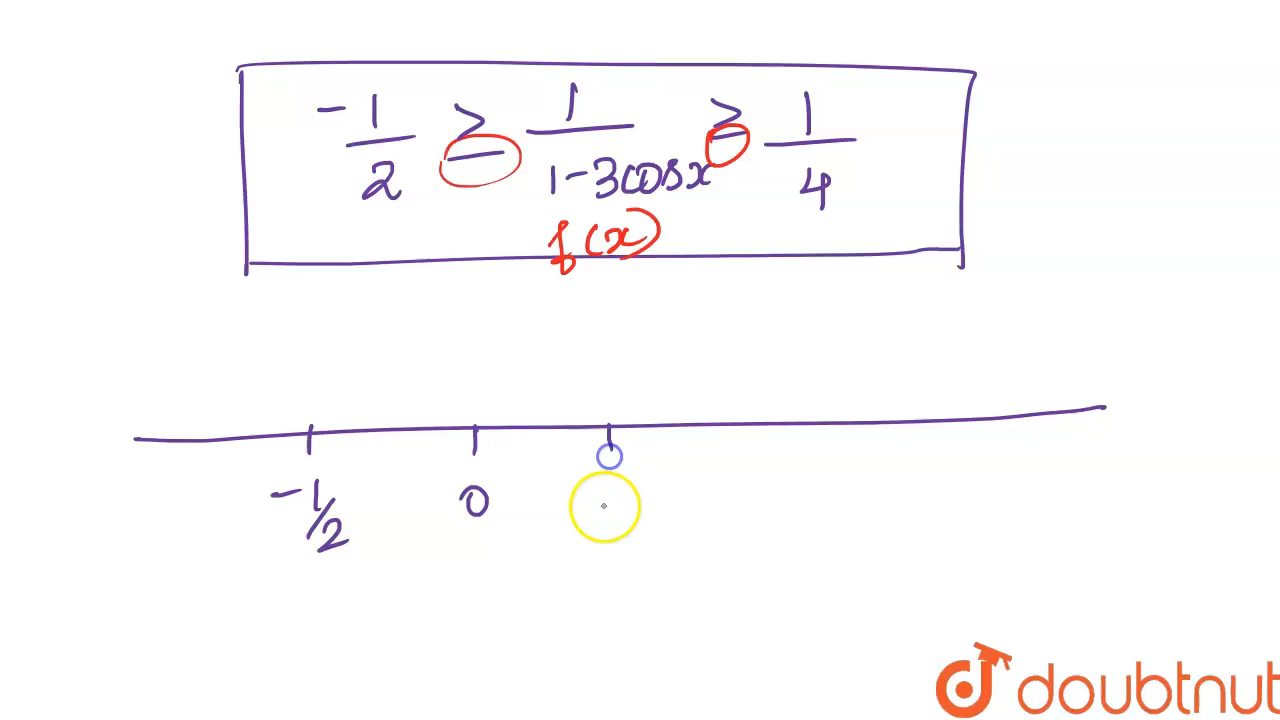 -1/2 ≥ 1/(1-3cosx) ≥ 1/4
f(x)
-1/2 0
doubtnut